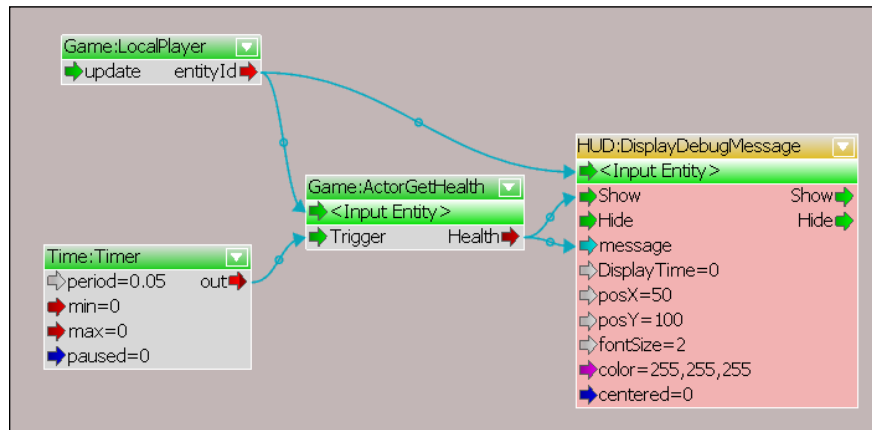 Game:LocalPlayer
update entityId
Time:Timer
period=0.05 out
min=0
max=0
paused=0
Game:ActorGetHealth
<Input Entity>
Trigger Health
HUD:DisplayDebugMessage
<Input Entity>
Show Show
Hide Hide
message
DisplayTime=0
posX=50
posY=100
fontSize=2
color=255,255,255
centered=0